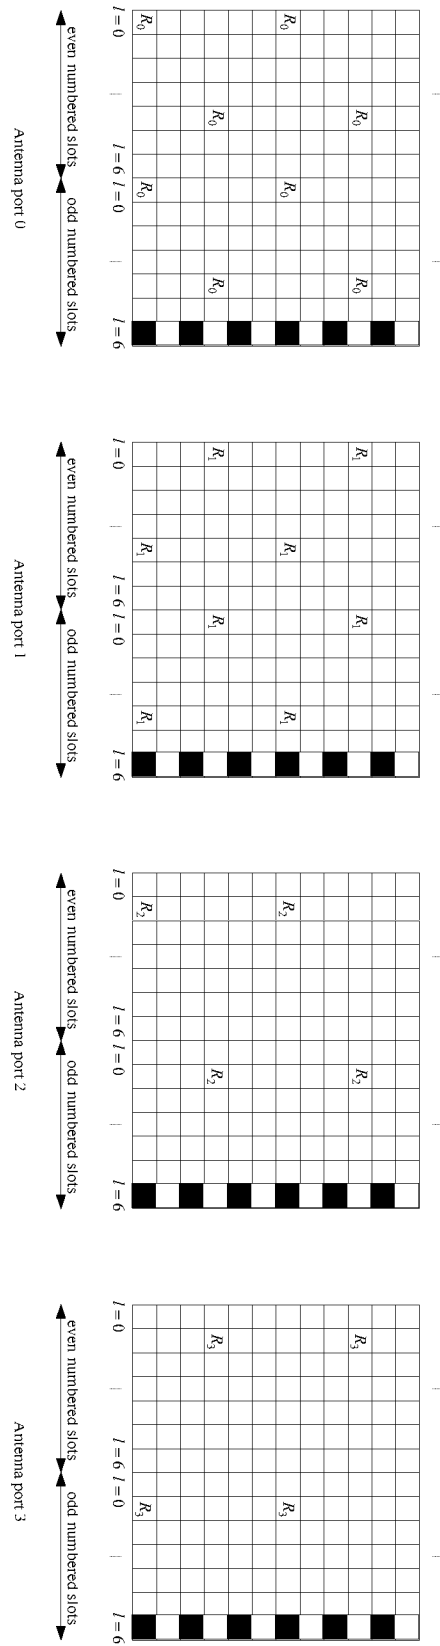 R₀ R₀
R₀ R₀
R₀ R₀
R₀ R₀
l = 0 l = 6 l = 0 l = 6
even numbered slots odd numbered slots
Antenna port 0
R₁ R₁
R₁ R₁
R₁ R₁
R₁ R₁
l = 0 l = 6 l = 0 l = 6
even numbered slots odd numbered slots
Antenna port 1
R₂
R₂
R₂
R₂
l = 0 l = 6 l = 0 l = 6
even numbered slots odd numbered slots
Antenna port 2
R₃
R₃
R₃
R₃
l = 0 l = 6 l = 0 l = 6
even numbered slots odd numbered slots
Antenna port 3